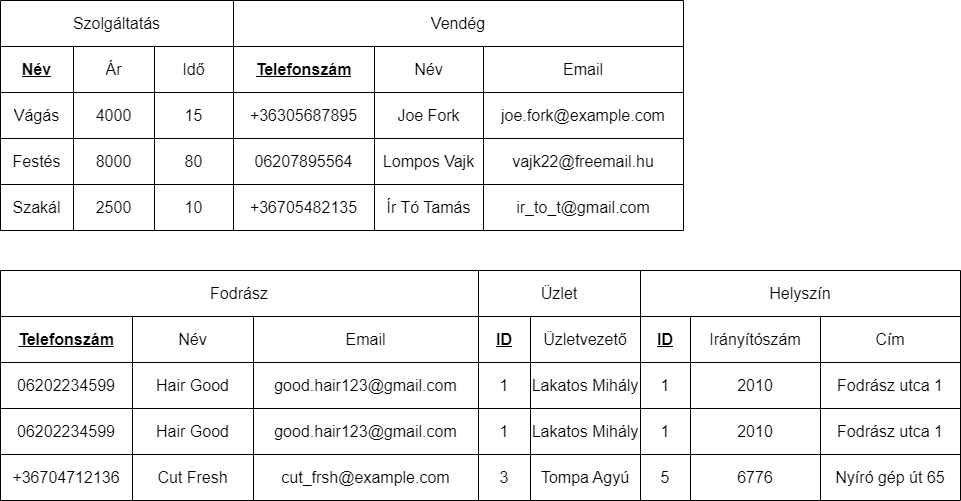 Szolgáltatás Vendég
Név Ár Idő Telefonszám Név Email
Vágás 4000 15 +36305687895 Joe Fork joe.fork@example.com
Festés 8000 80 06207895564 Lompos Vajk vajk22@freemail.hu
Szakál 2500 10 +36705482135 Ír Tó Tamás ir_to_t@gmail.com
Fodrász Üzlet Helyszín
Telefonszám Név Email ID Üzletvezető ID Irányítószám Cím
06202234599 Hair Good good.hair123@gmail.com 1 Lakatos Mihály 1 2010 Fodrász utca 1
06202234599 Hair Good good.hair123@gmail.com 1 Lakatos Mihály 1 2010 Fodrász utca 1
+36704712136 Cut Fresh cut_frsh@example.com 3 Tompa Agyú 5 6776 Nyíró gép út 65